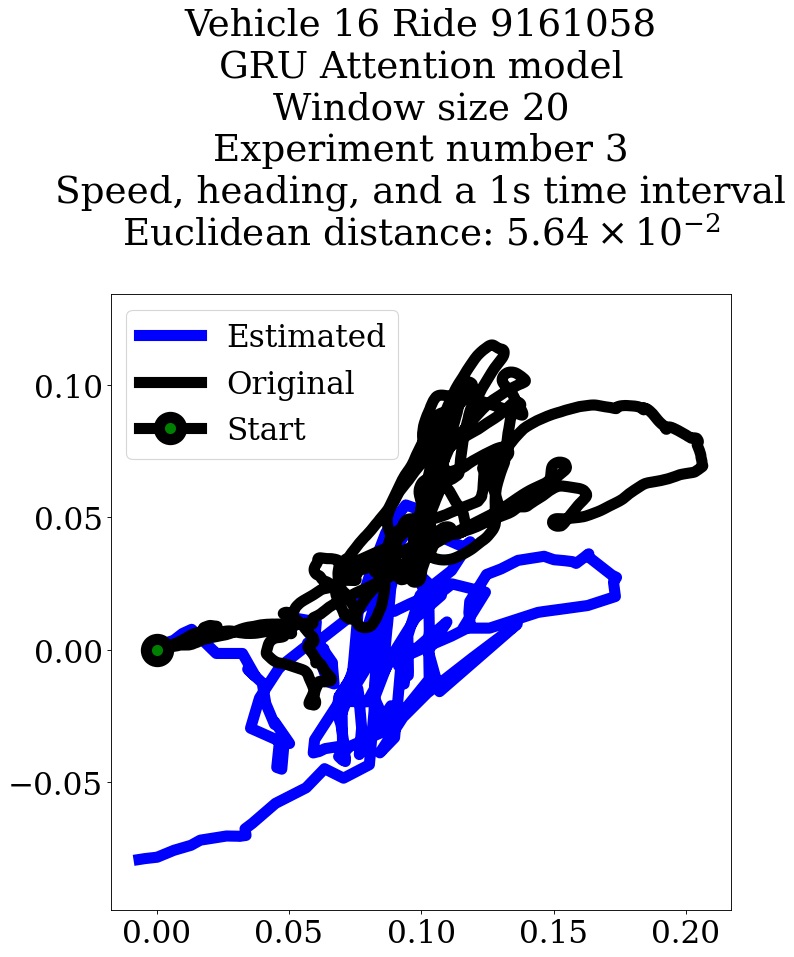 Vehicle 16 Ride 9161058
GRU Attention model
Window size 20
Experiment number 3
Speed, heading, and a 1s time interval
Euclidean distance: 5.64 × 10⁻²
Estimated
Original
Start
0.10
0.05
0.00
−0.05
0.00 0.05 0.10 0.15 0.20